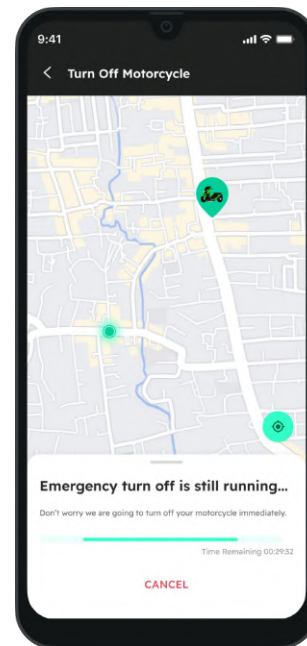 9:41
Turn Off Motorcycle
Emergency turn off is still running...
Don't worry we are going to turn off your motorcycle immediately.
Time Remaining 00:29:32
CANCEL